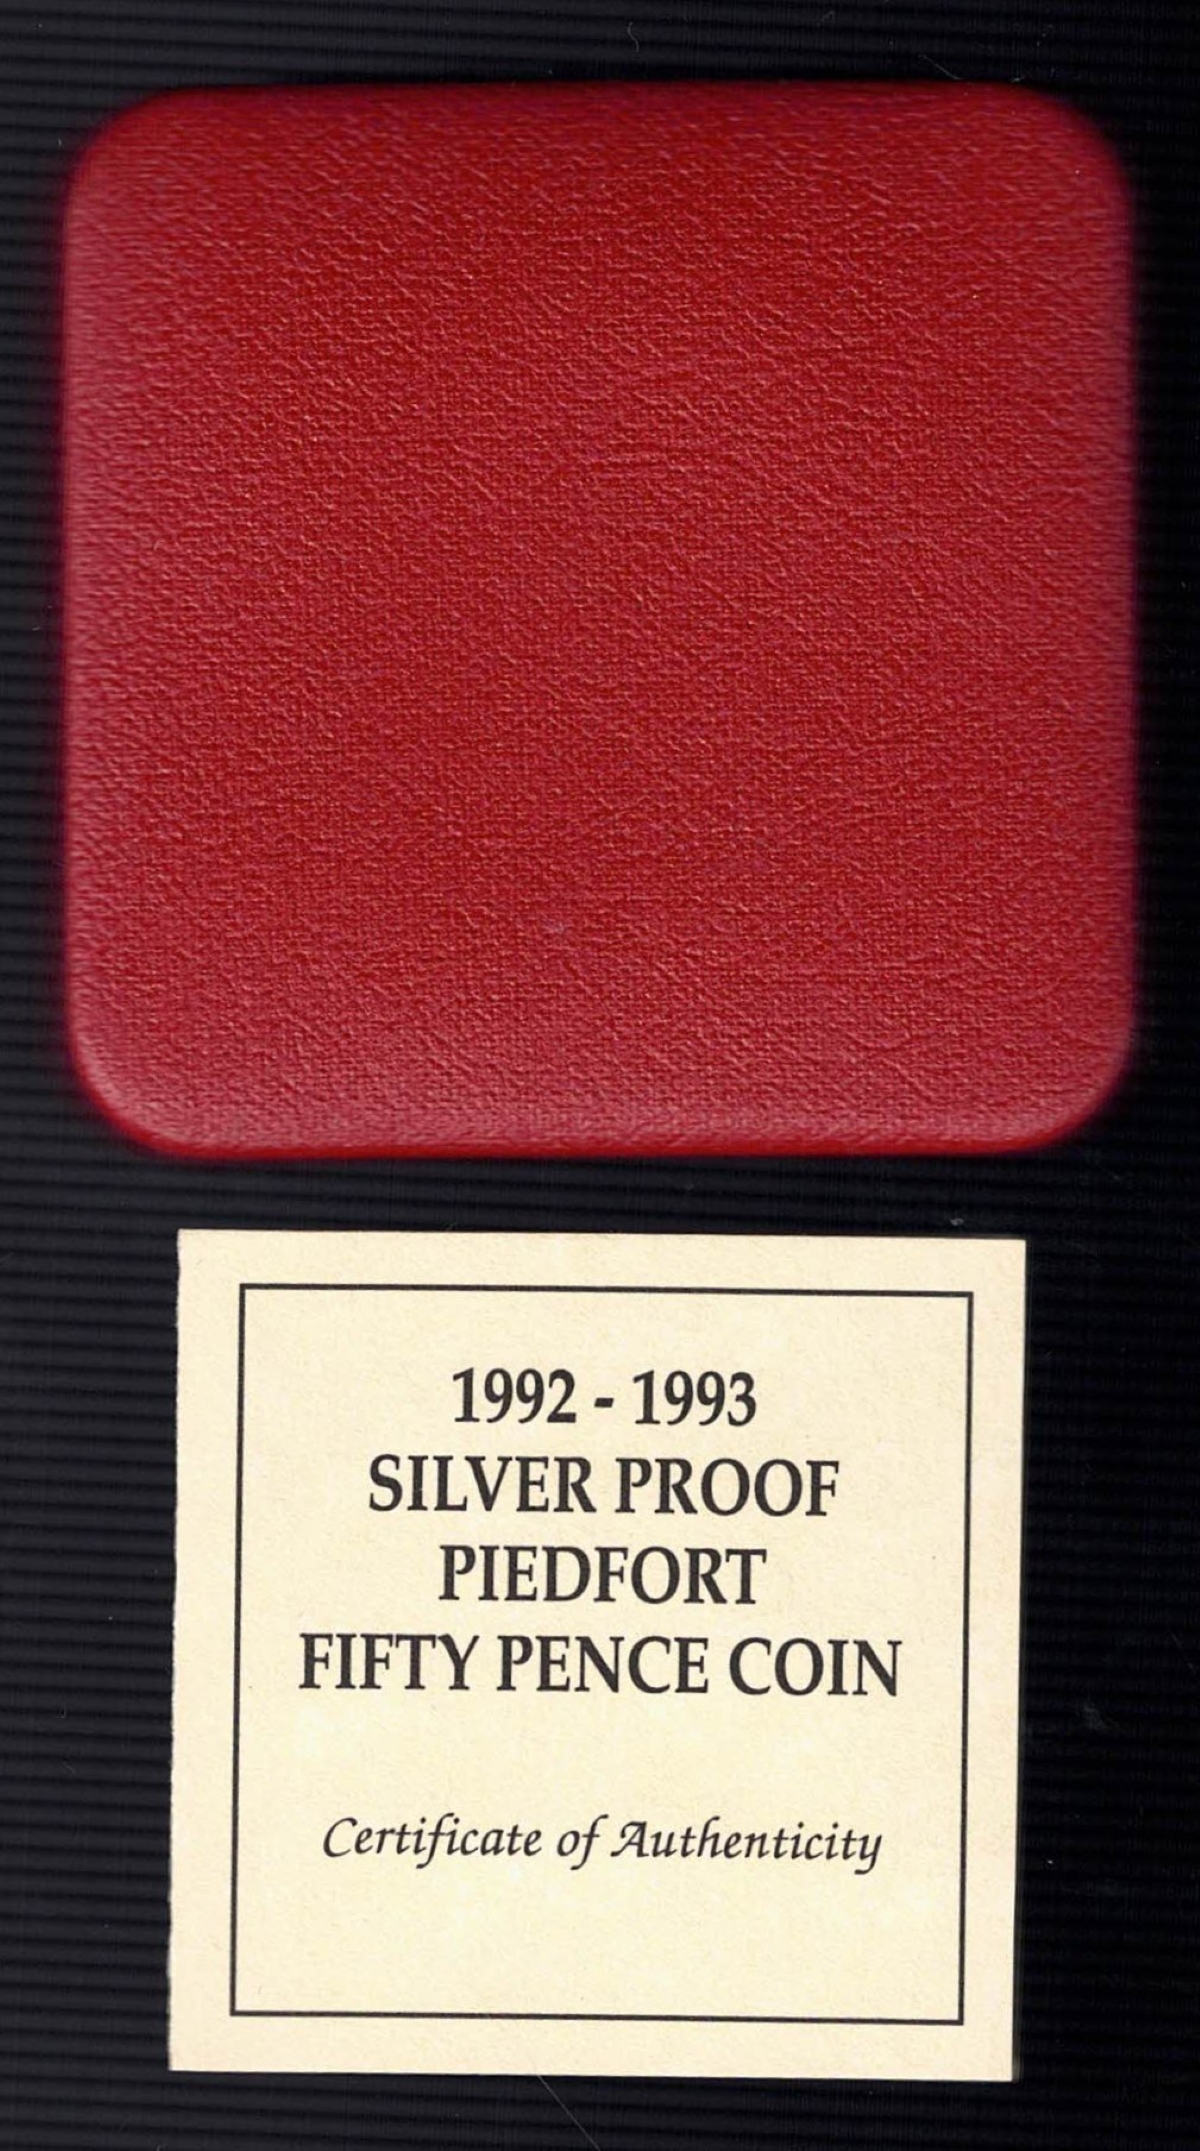 1992 - 1993
SILVER PROOF
PIEDFORT
FIFTY PENCE COIN
Certificate of Authenticity